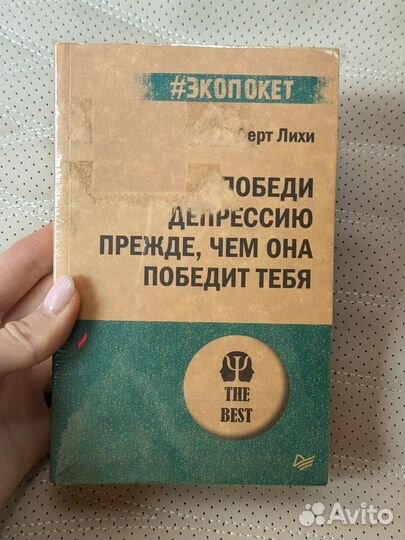 #ЭКОПОКЕТ
ерт Лихи
ПОБЕДИ
ДЕПРЕССИЮ
ПРЕЖДЕ, ЧЕМ ОНА
ПОБЕДИТ ТЕБЯ
THE
BEST
Avito